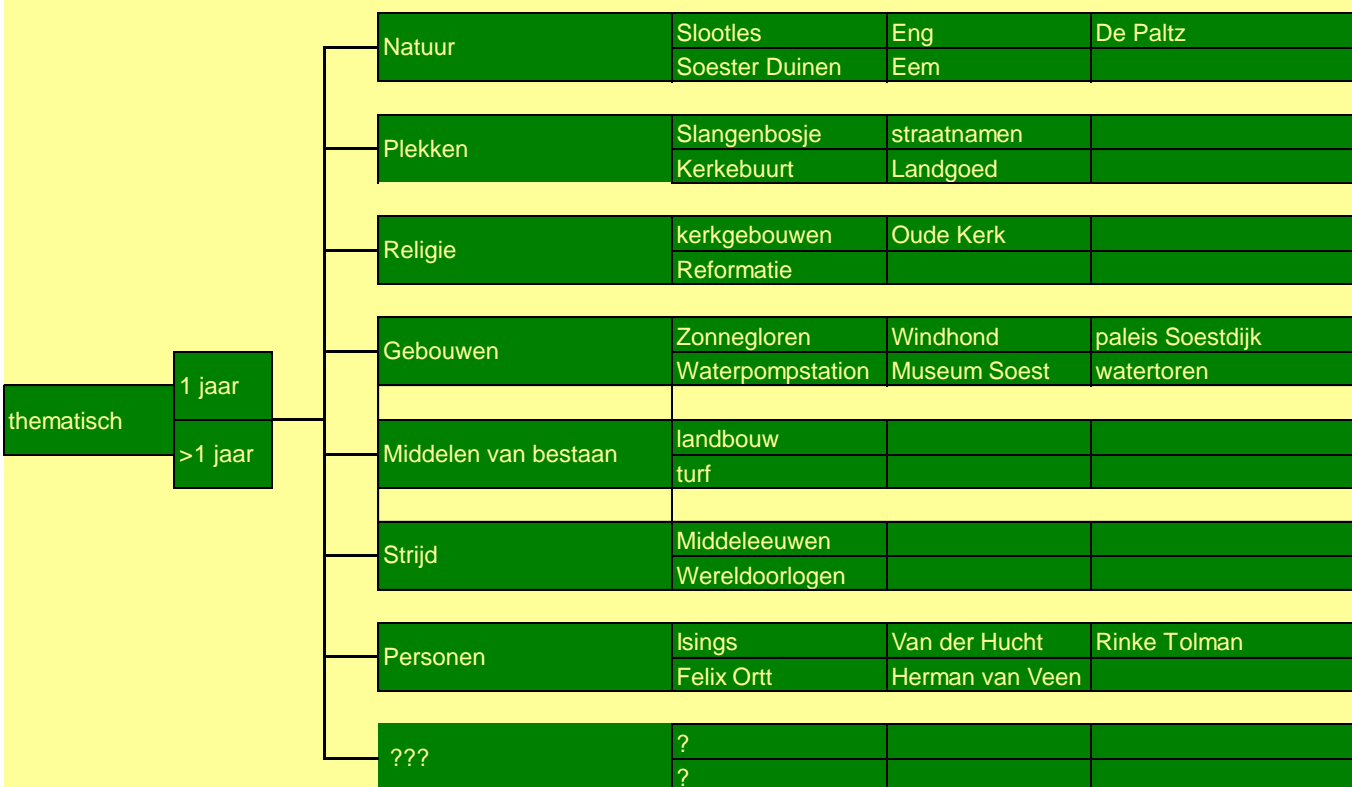 Natuur
Slootles Eng De Paltz
Soester Duinen Eem
Plekken
Slangenbosje straatnamen
Kerkebuurt Landgoed
Religie
kerkgebouwen Oude Kerk
Reformatie
Gebouwen
Zonnegloren Windhond paleis Soestdijk
Waterpompstation Museum Soest watertoren
thematisch
1 jaar
>1 jaar
Middelen van bestaan
landbouw
turf
Strijd
Middeleeuwen
Wereldoorlogen
Personen
Isings Van der Hucht Rinke Tolman
Felix Ortt Herman van Veen
???
?
?